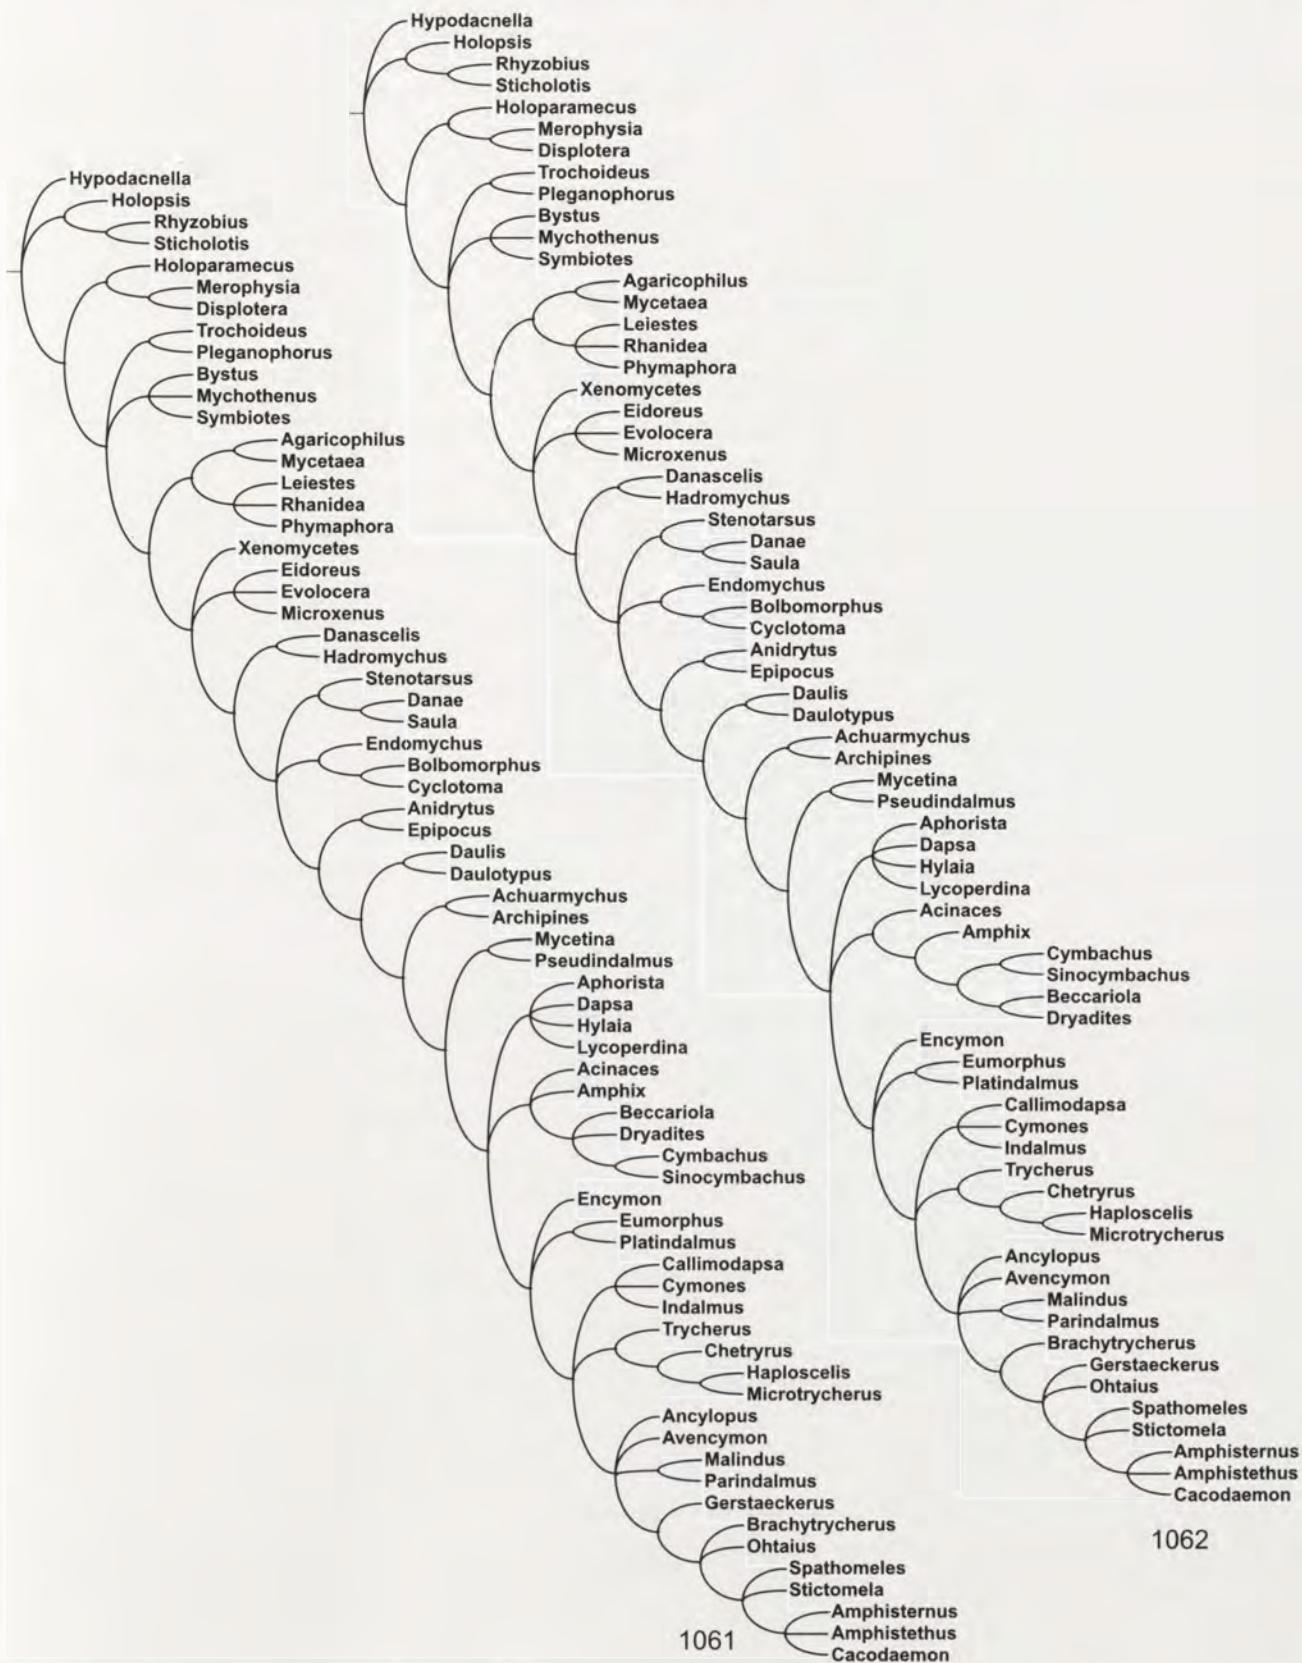 Hypodacnella
Holopsis
Rhyzobius
Sticholotis
Holoparamecus
Merophysia
Displotera
Trochoideus
Pleganophorus
Bystus
Mychothenus
Symbiotes
Agaricophilus
Mycetaea
Leiestes
Rhanidea
Phymaphora
Xenomycetes
Eidoreus
Evolocera
Microxenus
Danascelis
Hadromychus
Stenotarsus
Danae
Saula
Endomychus
Bolbomorphus
Cyclotoma
Anidrytus
Epipocus
Daulis
Daulotypus
Achuarmychus
Archipines
Mycetina
Pseudindalmus
Aphorista
Dapsa
Hylaia
Lycoperdina
Acinaces
Amphix
Beccariola
Dryadites
Cymbachus
Sinocymbachus
Encymon
Eumorphus
Platindalmus
Callimodapsa
Cymones
Indalmus
Trycherus
Chetryrus
Haploscelis
Microtrycherus
Ancylopus
Avencymon
Malindus
Parindalmus
Gerstaeckerus
Brachytrycherus
Ohtaius
Spathomeles
Stictomela
Amphisternus
Amphistethus
Cacodaemon
1061
Hypodacnella
Holopsis
Rhyzobius
Sticholotis
Holoparamecus
Merophysia
Displotera
Trochoideus
Pleganophorus
Bystus
Mychothenus
Symbiotes
Agaricophilus
Mycetaea
Leiestes
Rhanidea
Phymaphora
Xenomycetes
Eidoreus
Evolocera
Microxenus
Danascelis
Hadromychus
Stenotarsus
Danae
Saula
Endomychus
Bolbomorphus
Cyclotoma
Anidrytus
Epipocus
Daulis
Daulotypus
Achuarmychus
Archipines
Mycetina
Pseudindalmus
Aphorista
Dapsa
Hylaia
Lycoperdina
Acinaces
Amphix
Cymbachus
Sinocymbachus
Beccariola
Dryadites
Encymon
Eumorphus
Platindalmus
Callimodapsa
Cymones
Indalmus
Trycherus
Chetryrus
Haploscelis
Microtrycherus
Ancylopus
Avencymon
Malindus
Parindalmus
Brachytrycherus
Gerstaeckerus
Ohtaius
Spathomeles
Stictomela
Amphisternus
Amphistethus
Cacodaemon
1062